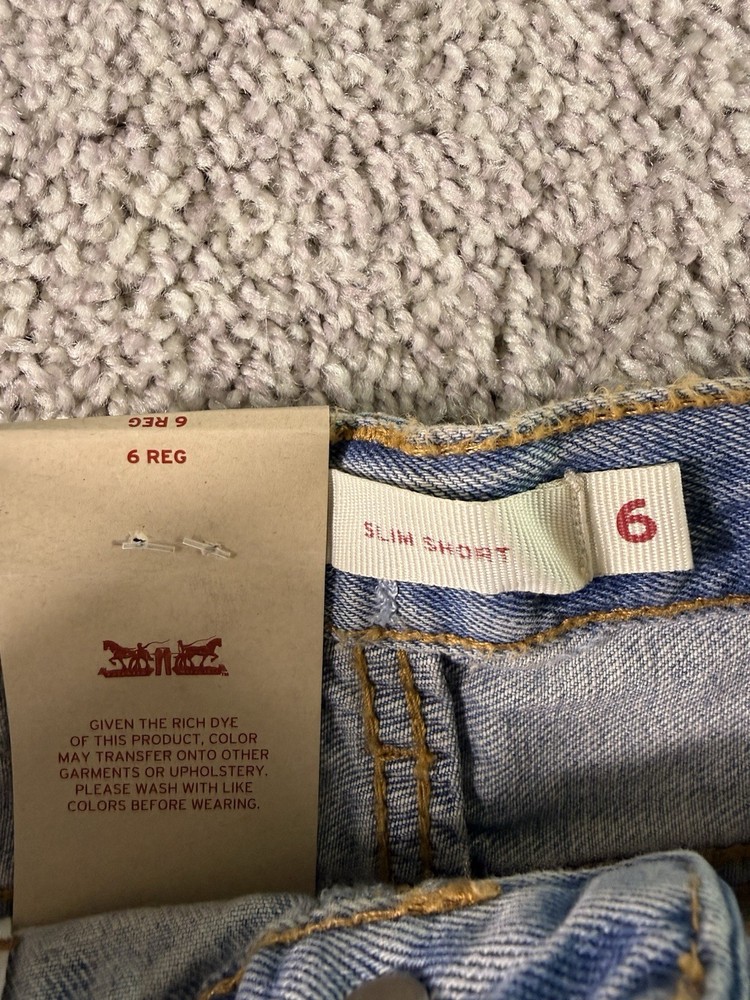 6 REG
6 REG
SLIM SHORT
6
GIVEN THE RICH DYE
OF THIS PRODUCT, COLOR
MAY TRANSFER ONTO OTHER
GARMENTS OR UPHOLSTERY.
PLEASE WASH WITH LIKE
COLORS BEFORE WEARING.